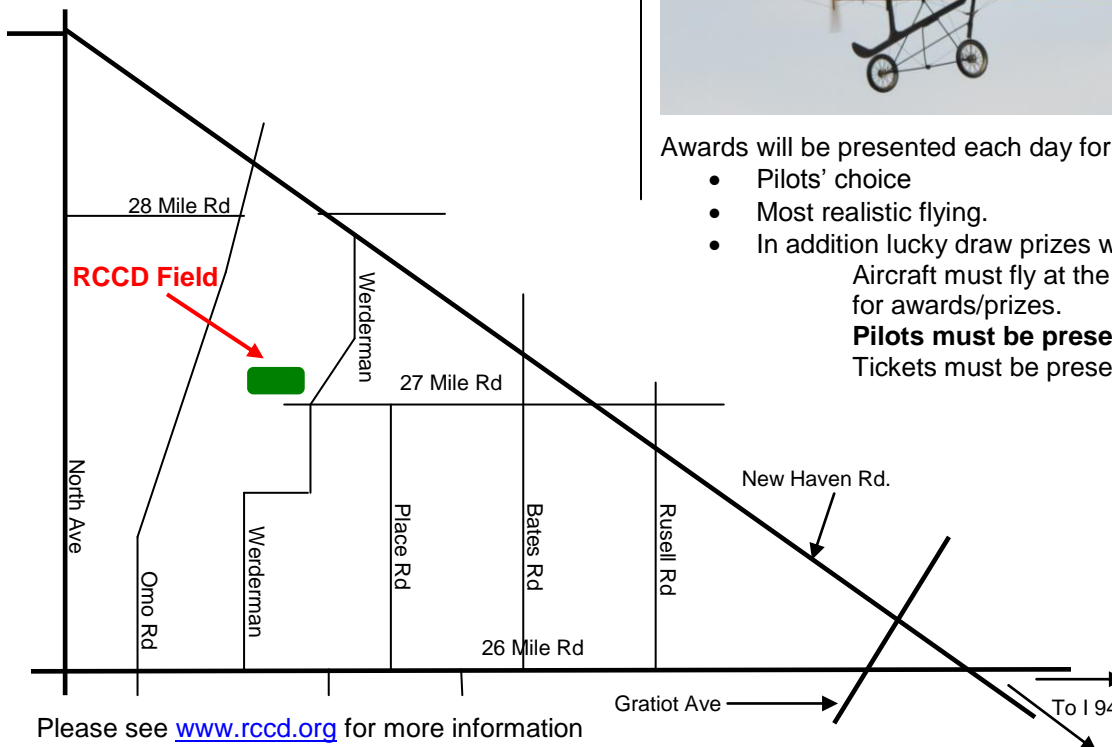 Awards will be presented each day for
• Pilots’ choice
• Most realistic flying.
• In addition lucky draw prizes
Aircraft must fly at the
for awards/prizes.
Pilots must be
Tickets must be
28 Mile Rd
RCCD Field
Werderman
27 Mile Rd
North Ave
New Haven Rd.
Omo Rd
Werderman
Place Rd
Bates Rd
Rusell Rd
26 Mile Rd
Gratiot Ave
To I 94
Please see www.rccd.org for more information